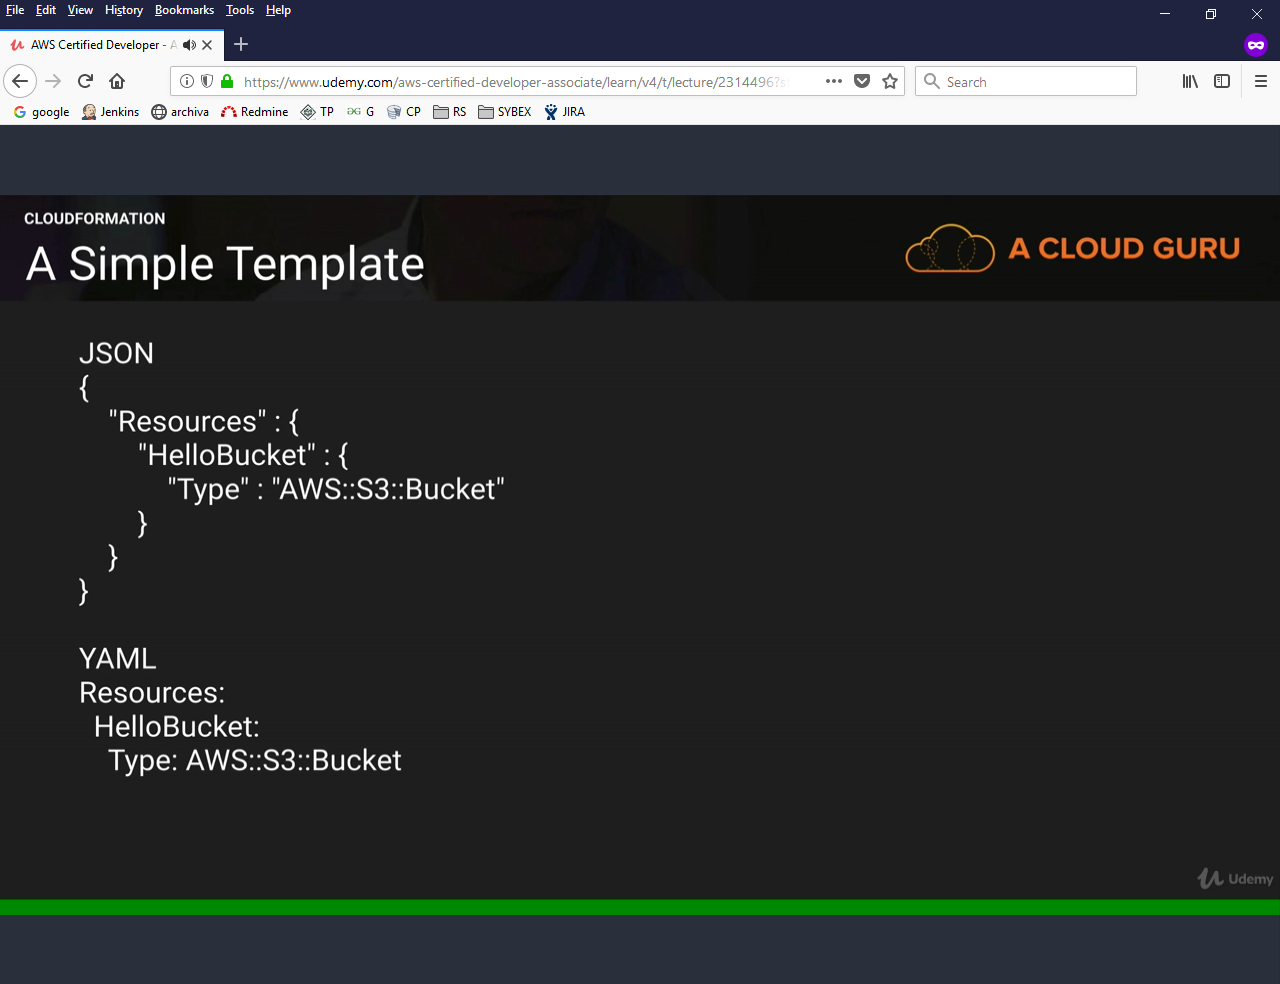 File Edit View History Bookmarks Tools Help
AWS Certified Developer - A
https://www.udemy.com/aws-certified-developer-associate/learn/v4/t/lecture/2314496?s
Search
google Jenkins archiva Redmine TP G CP RS SYBEX JIRA
CLOUDFORMATION
A Simple Template
A CLOUD GURU
JSON
{
"Resources" : {
"HelloBucket" : {
"Type" : "AWS::S3::Bucket"
}
}
}
YAML
Resources:
HelloBucket:
Type: AWS::S3::Bucket
Udemy